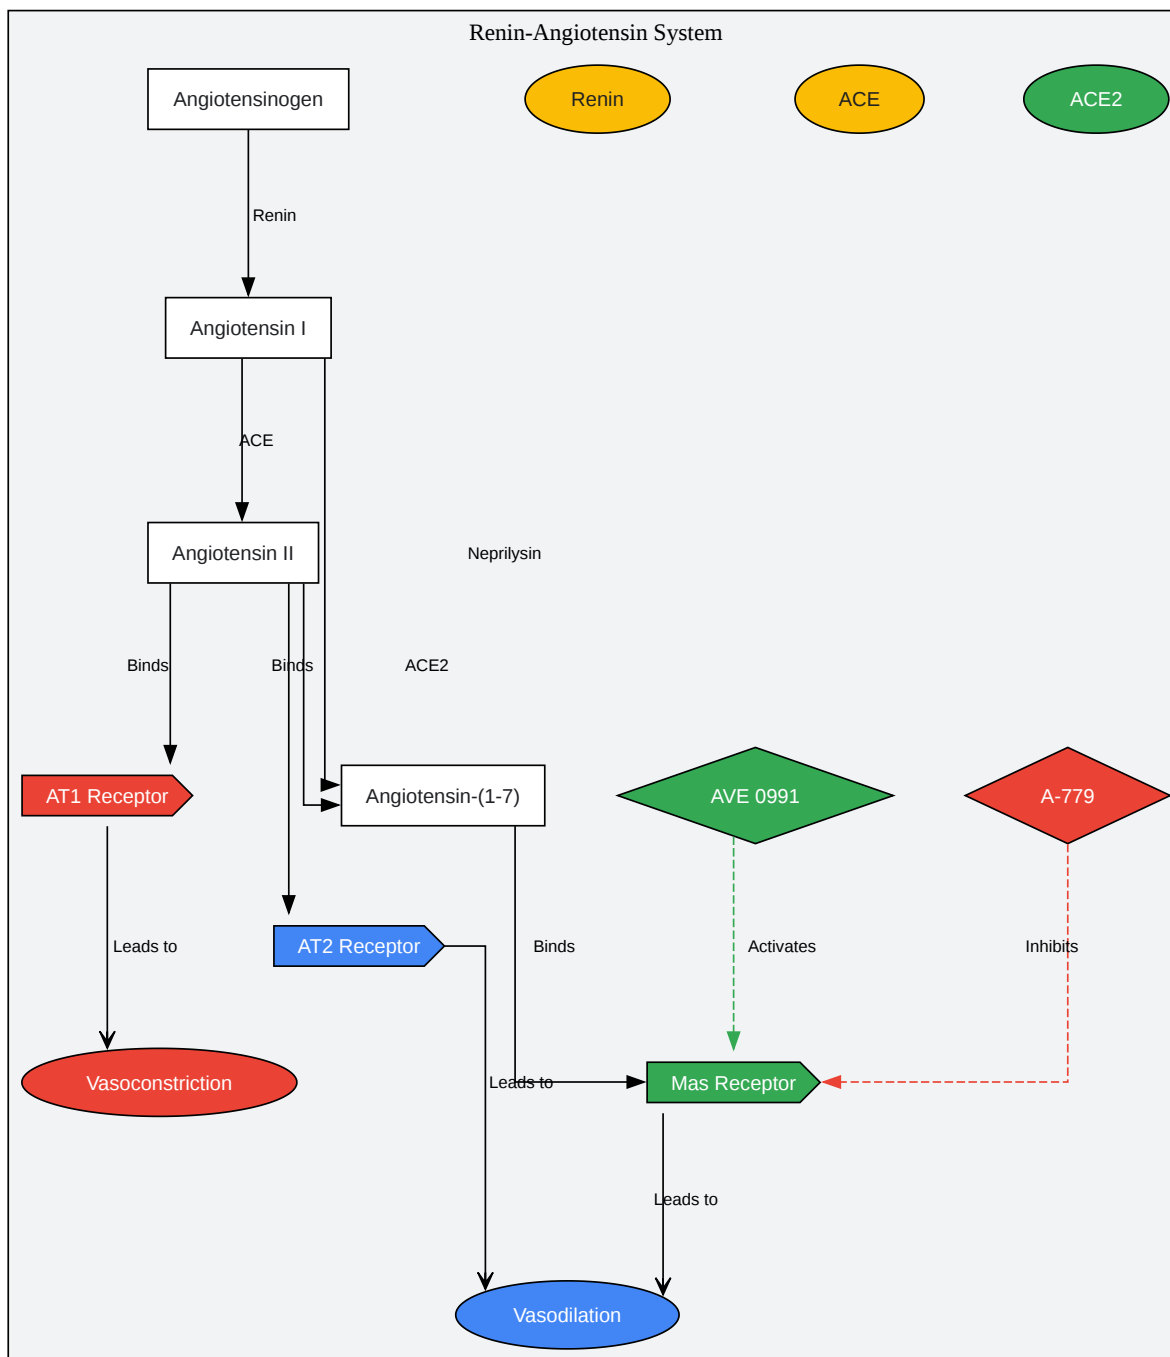 Renin-Angiotensin System
Angiotensinogen
Renin
ACE
ACE2
Renin
Angiotensin I
ACE
Angiotensin II
Neprilysin
Binds
Binds
ACE2
AT1 Receptor
Angiotensin-(1-7)
AVE 0991
A-779
Leads to
AT2 Receptor
Binds
Activates
Inhibits
Vasoconstriction
Leads to
Mas Receptor
Leads to
Vasodilation